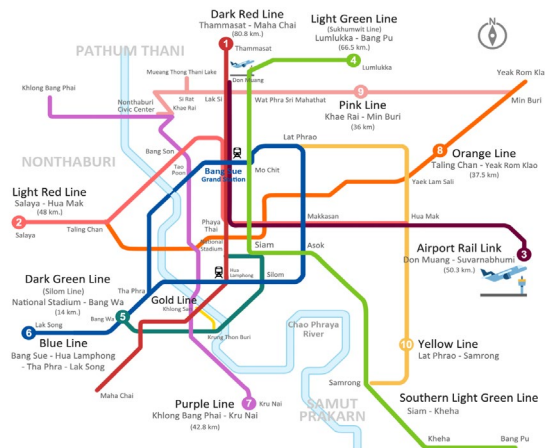 Dark Red Line
Thammasat - Maha Chai
(80.8 km.)
Light Green Line
(Sukhumwit Line)
Lumlukka - Bang Pu
(66.5 km.)
N
1
Thammasat
4
Lumlukka
PATHUM THANI
Don Muang
Mueang Thong Thani Lake
Khlong Bang Phai
Si Rat
Lak Si
Wat Phra Sri Mahathat
9
Yeak Rom Klao
Min Buri
Nonthaburi
Civic Center
Khae Rai
Pink Line
Khae Rai - Min Buri
(36 km)
Lat Phrao
NONTHABURI
Bang Son
Tao
Poon
Bang Sue
Grand Station
Mo Chit
8
Orange Line
Taling Chan - Yeak Rom Klao
(37.5 km)
Yaek Lam Sali
Light Red Line
Salaya - Hua Mak
(48 km.)
2
Salaya
Taling Chan
Phaya
Thai
Makkasan
Hua Mak
National
Stadium
Siam
Asok
3
Airport Rail Link
Don Muang - Suvarnabhumi
(50.3 km.)
Dark Green Line
(Silom Line)
National Stadium - Bang Wa
(14 km.)
Hua
Lamphong
Silom
Tha Phra
Gold Line
Khlong San
Bang Wa
5
6
Lak Song
Blue Line
Bang Sue - Hua Lamphong
- Tha Phra - Lak Song
Krung Thon Buri
Chao Phraya
River
10
Yellow Line
Lat Phrao - Samrong
Samrong
Maha Chai
Purple Line
Khlong Bang Phai - Kru Nai
(42.8 km)
7
Kru Nai
SAMUT
PRAKARN
Southern Light Green Line
Siam - Kheha
Kheha
Bang Pu